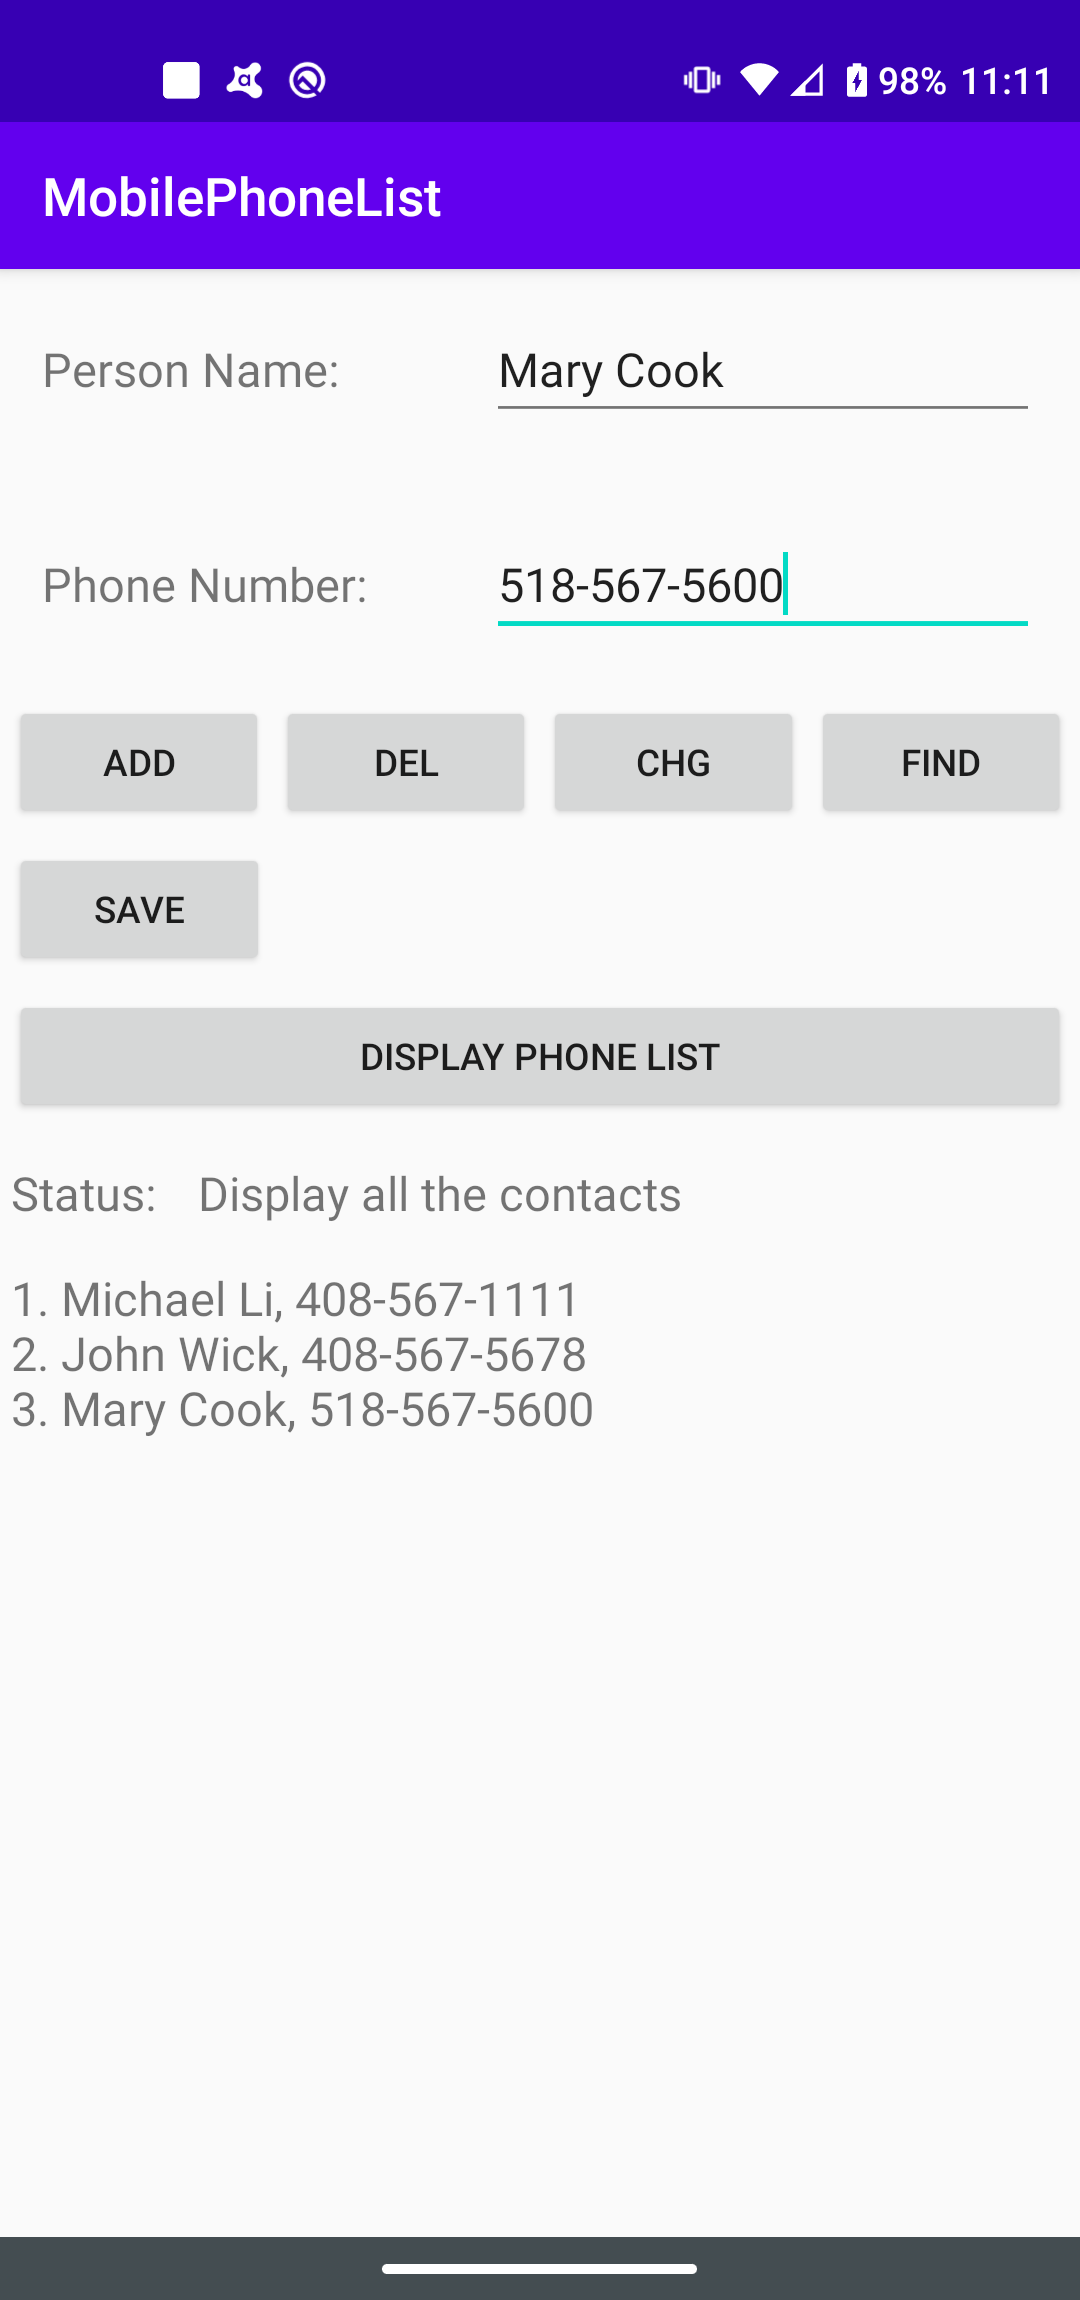 98% 11:11
MobilePhoneList
Person Name: Mary Cook
Phone Number: 518-567-5600
ADD DEL CHG FIND
SAVE
DISPLAY PHONE LIST
Status: Display all the contacts
1. Michael Li, 408-567-1111
2. John Wick, 408-567-5678
3. Mary Cook, 518-567-5600